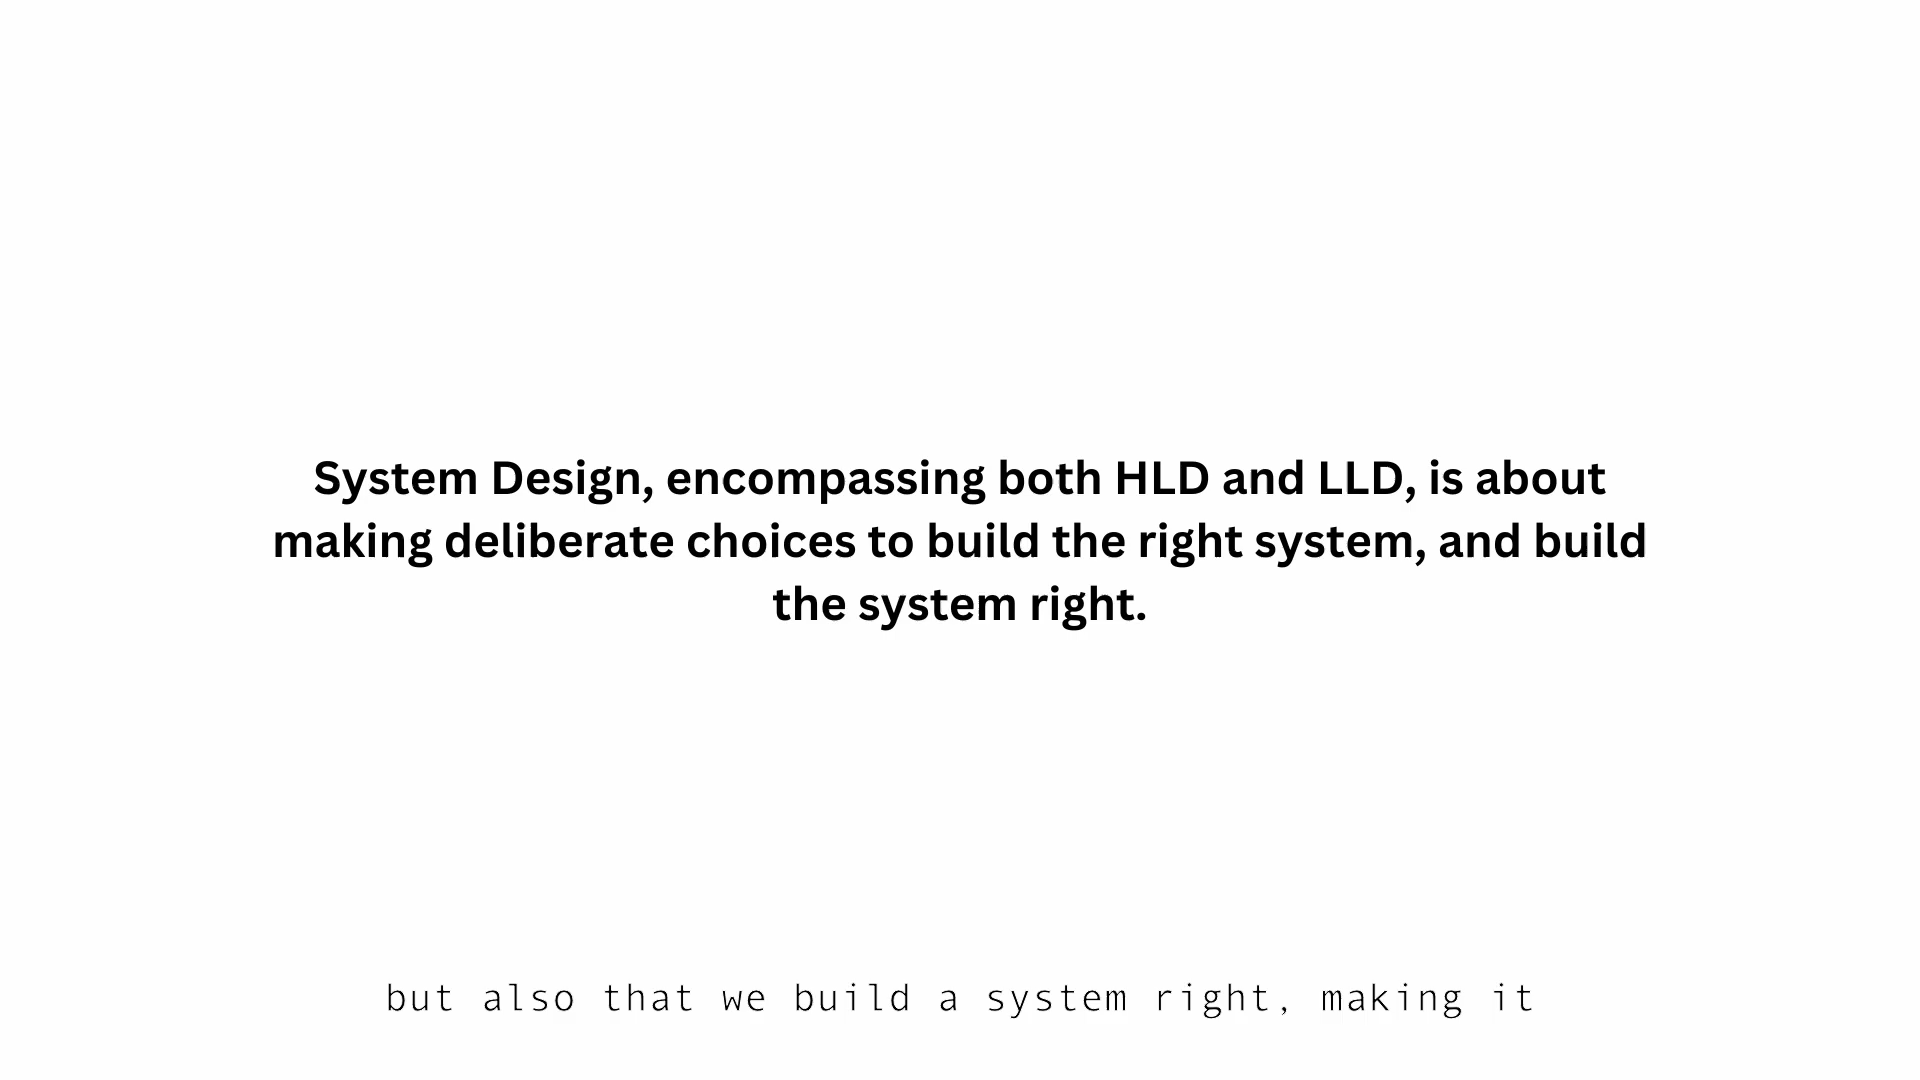 System Design, encompassing both HLD and LLD, is about
making deliberate choices to build the right system, and build
the system right.
but also that we build a system right, making it